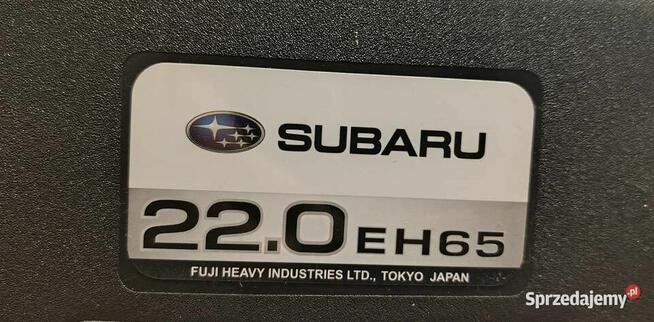 SUBARU
22.0 EH65
FUJI HEAVY INDUSTRIES LTD., TOKYO JAPAN
Sprzedajemy.pl